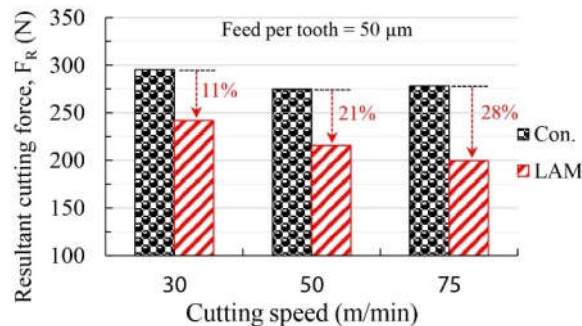 Resultant cutting force, F_R (N)
350
300
250
200
150
100
Feed per tooth = 50 µm
11%
21%
28%
Con.
LAM
30
50
75
Cutting speed (m/min)